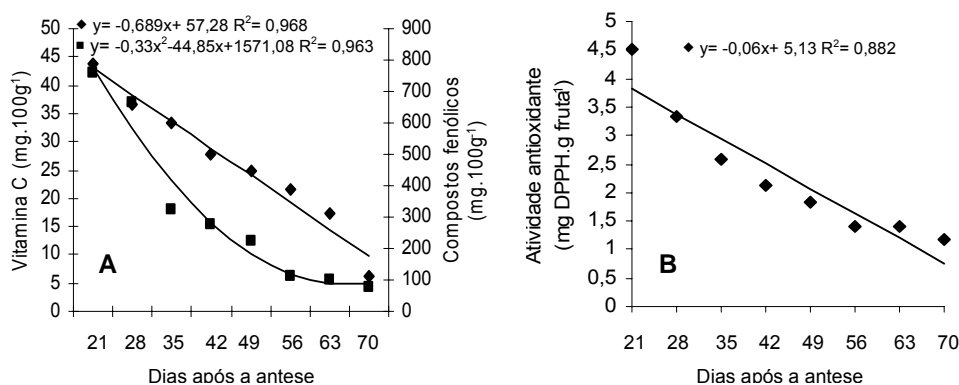 y= -0,689x+ 57,28 R²= 0,968
y= -0,33x²-44,85x+1571,08 R²= 0,963
50
45
40
35
30
25
20
15
10
5
0
Vitamina C (mg.100g⁻¹)
A
900
800
700
600
500
400
300
200
100
0
Compostos fenólicos
(mg.100g⁻¹)
21 28 35 42 49 56 63 70
Dias após a antese
y= -0,06x+ 5,13 R²= 0,882
4,5
4
3,5
3
2,5
2
1,5
1
0,5
0
Atividade antioxidante
(mg DPPH.g fruta¹)
B
21 28 35 42 49 56 63 70
Dias após a antese